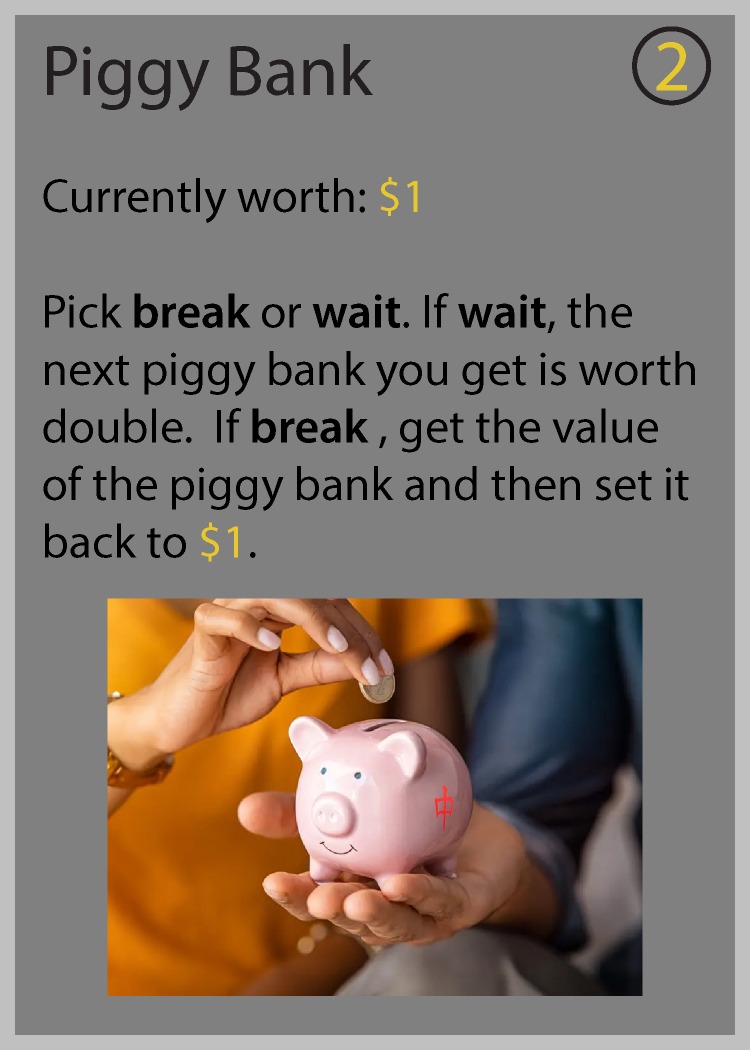 Piggy Bank
2
Currently worth: $1
Pick break or wait. If wait, the
next piggy bank you get is worth
double.  If break , get the value
of the piggy bank and then set it
back to $1.
中